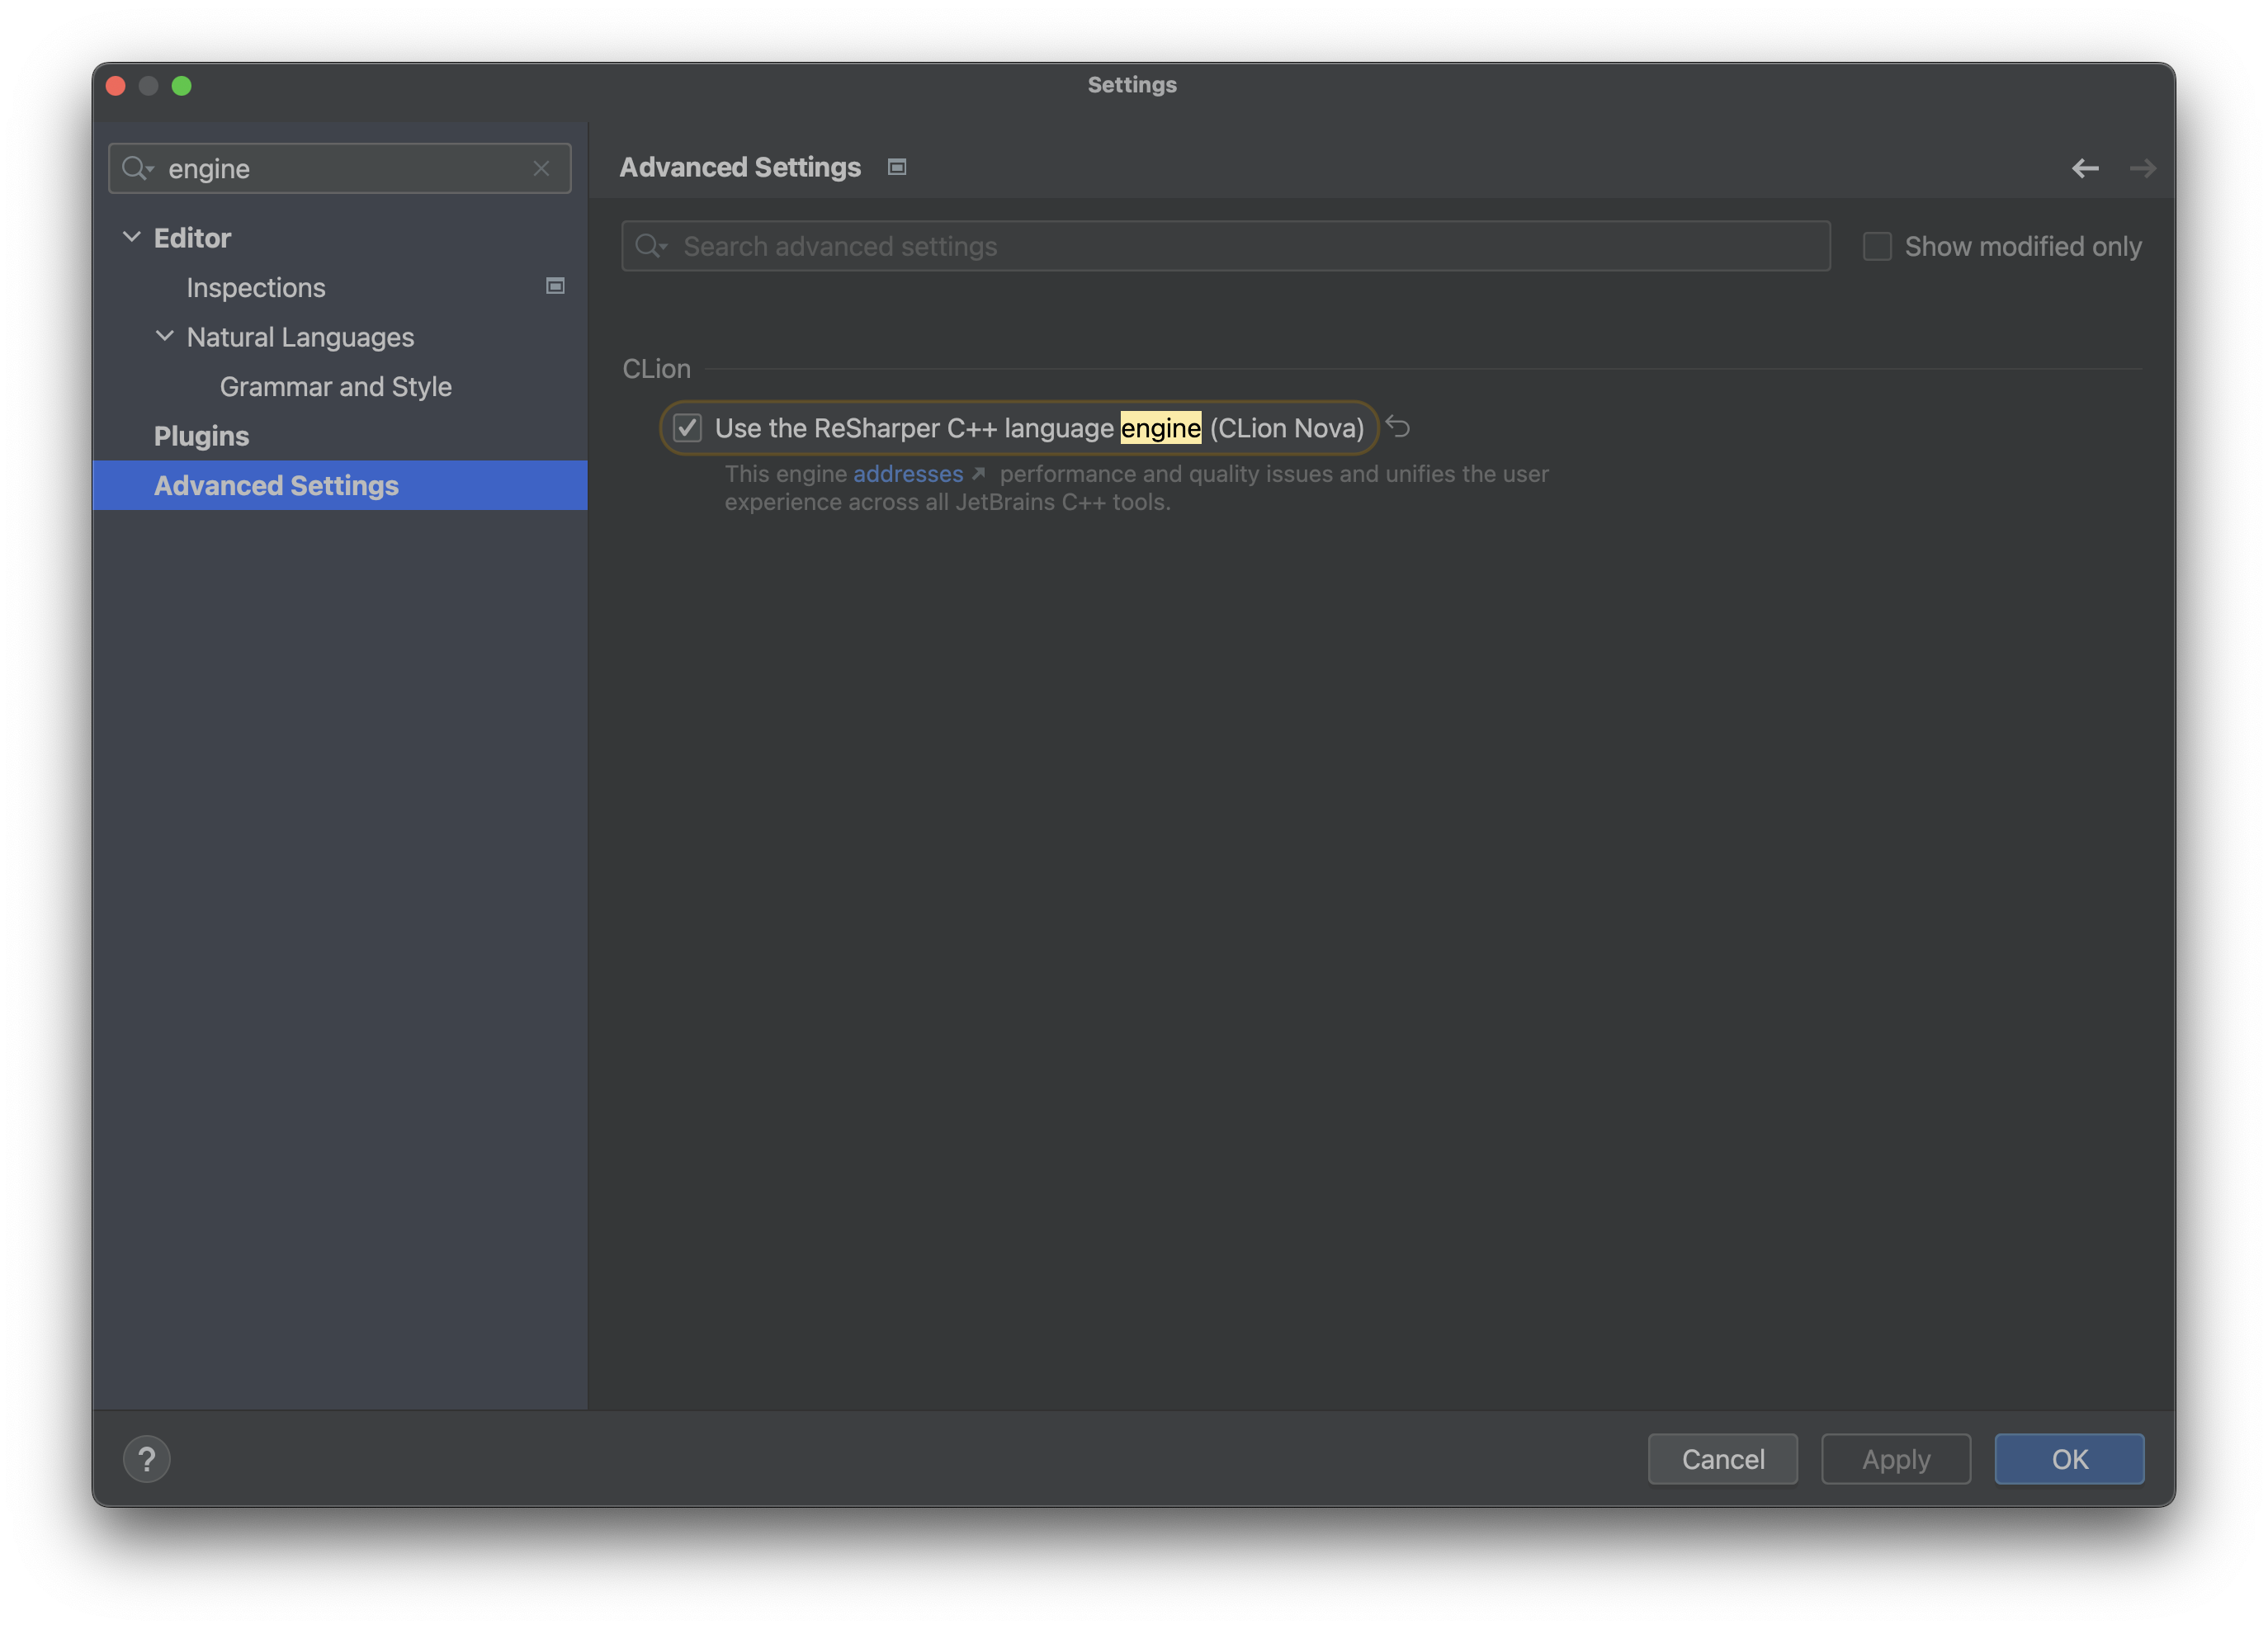 Settings
engine
Editor
Inspections
Natural Languages
Grammar and Style
Plugins
Advanced Settings
Advanced Settings
Search advanced settings
Show modified only
CLion
Use the ReSharper C++ language engine (CLion Nova)
This engine addresses ↗ performance and quality issues and unifies the user
experience across all JetBrains C++ tools.
?
Cancel
Apply
OK